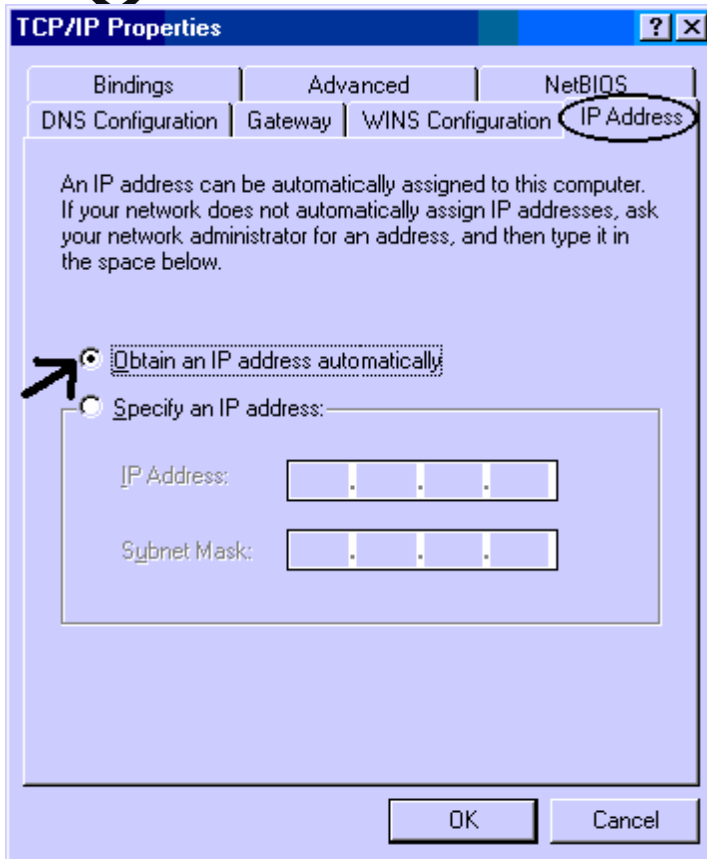 TCP/IP Properties
Bindings Advanced NetBIOS
DNS Configuration Gateway WINS Configuration IP Address
An IP address can be automatically assigned to this computer.
If your network does not automatically assign IP addresses, ask
your network administrator for an address, and then type it in
the space below.
Obtain an IP address automatically
Specify an IP address:
IP Address:
Subnet Mask:
OK Cancel